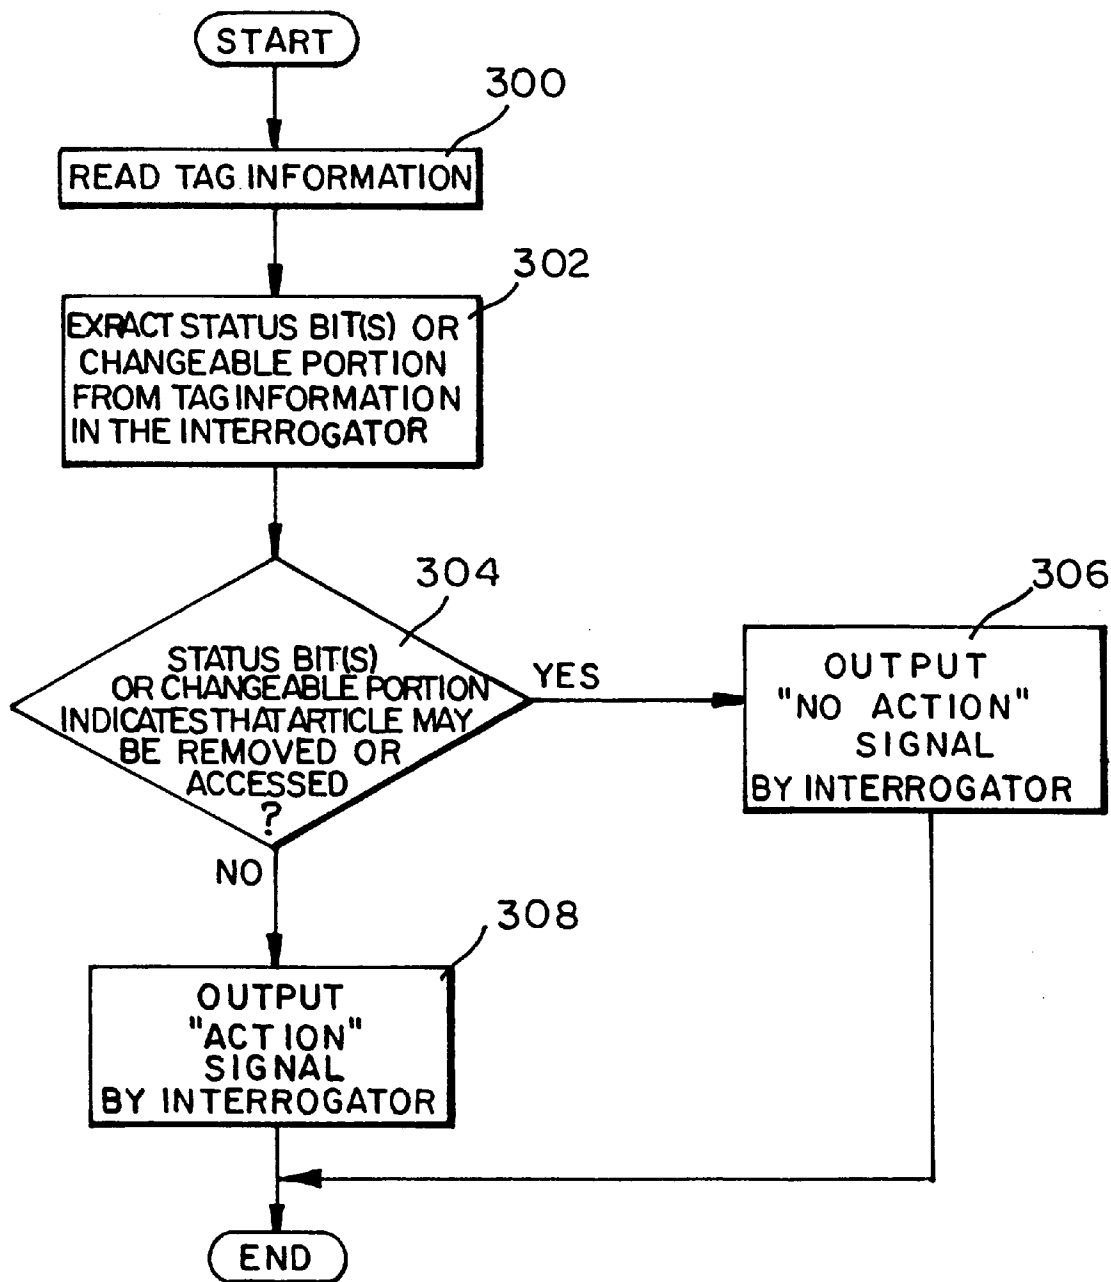 START
300
READ TAG INFORMATION
302
EXRACT STATUS BIT(S) OR
CHANGEABLE PORTION
FROM TAG INFORMATION
IN THE INTERROGATOR
304
STATUS BIT(S)
OR CHANGEABLE PORTION
INDICATES THAT ARTICLE MAY
BE REMOVED OR
ACCESSED
?
YES
306
OUTPUT
"NO ACTION"
SIGNAL
BY INTERROGATOR
NO
308
OUTPUT
"ACTION"
SIGNAL
BY INTERROGATOR
END